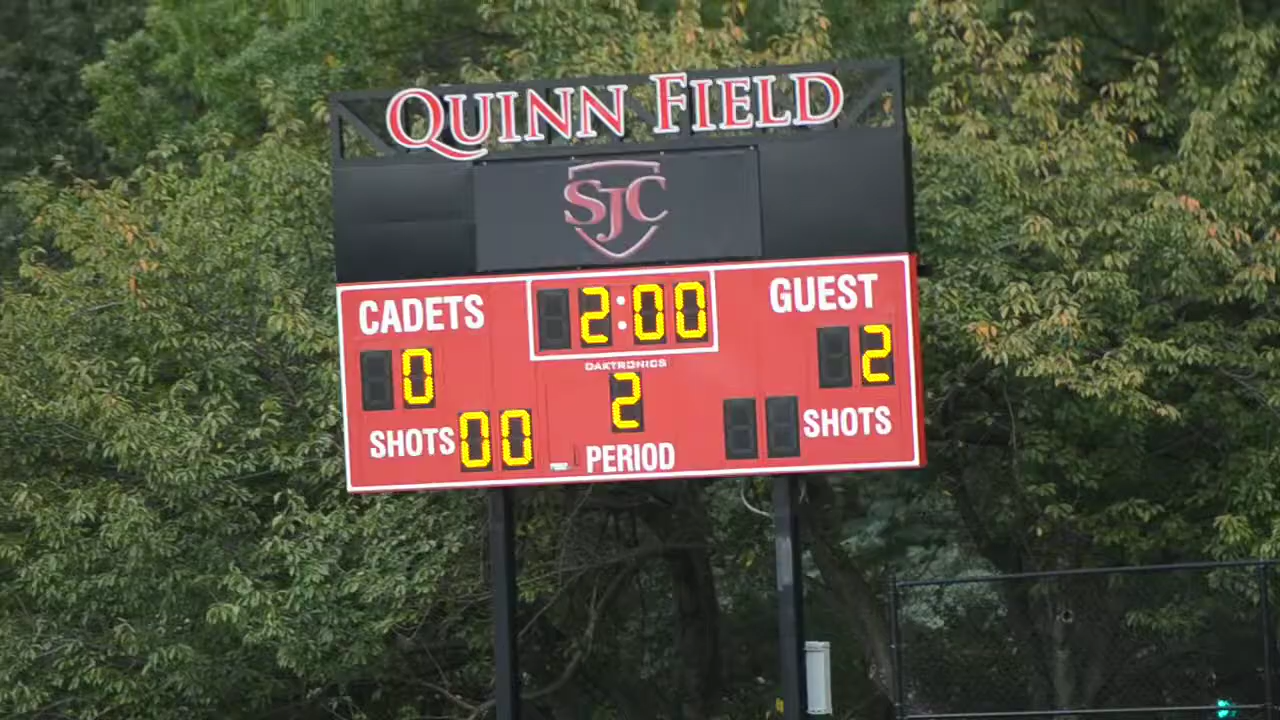 QUINN FIELD
SJC
CADETS
2:00
GUEST
0
DAKTRONICS
2
2
SHOTS 00
PERIOD
SHOTS